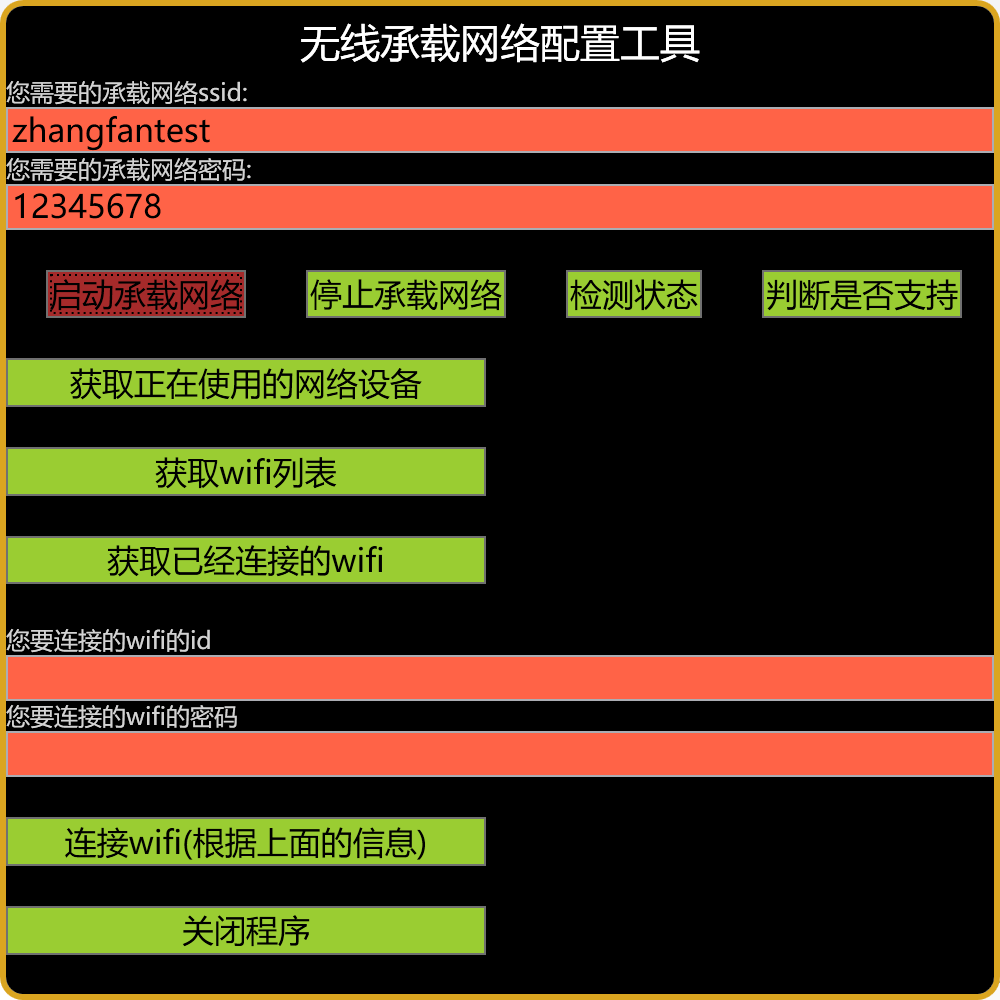 无线承载网络配置工具
您需要的承载网络ssid:
zhangfantest
您需要的承载网络密码:
12345678
启动承载网络 停止承载网络 检测状态 判断是否支持
获取正在使用的网络设备
获取wifi列表
获取已经连接的wifi
您要连接的wifi的id
您要连接的wifi的密码
连接wifi(根据上面的信息)
关闭程序